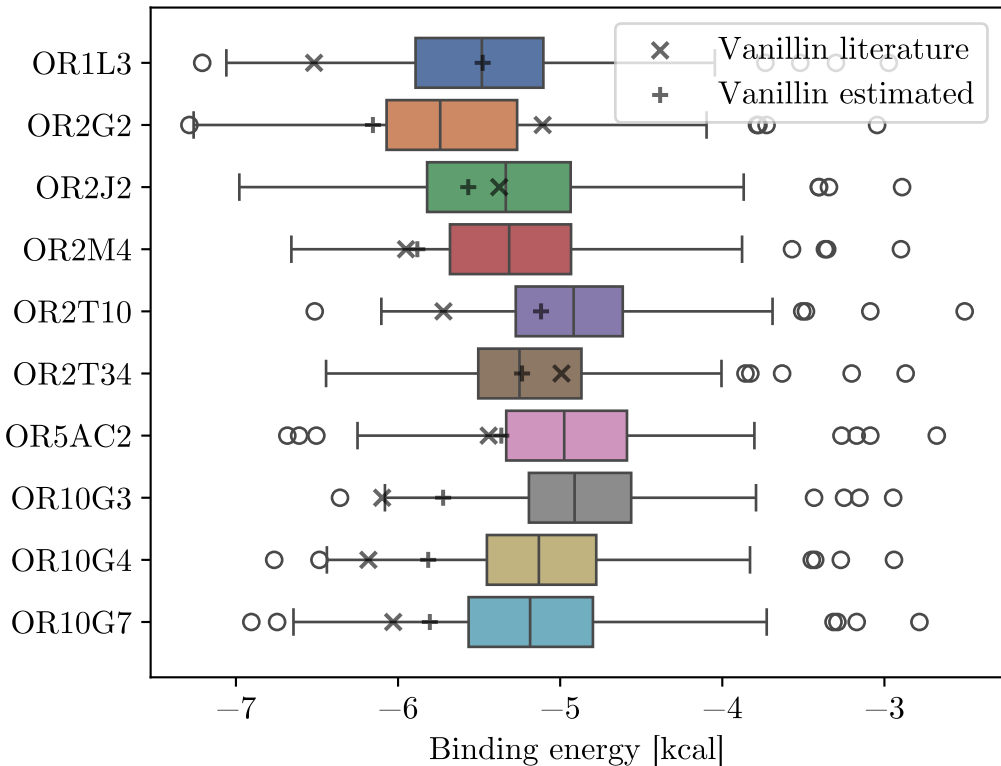 Vanillin literature
Vanillin estimated
OR1L3
OR2G2
OR2J2
OR2M4
OR2T10
OR2T34
OR5AC2
OR10G3
OR10G4
OR10G7
−7 −6 −5 −4 −3
Binding energy [kcal]